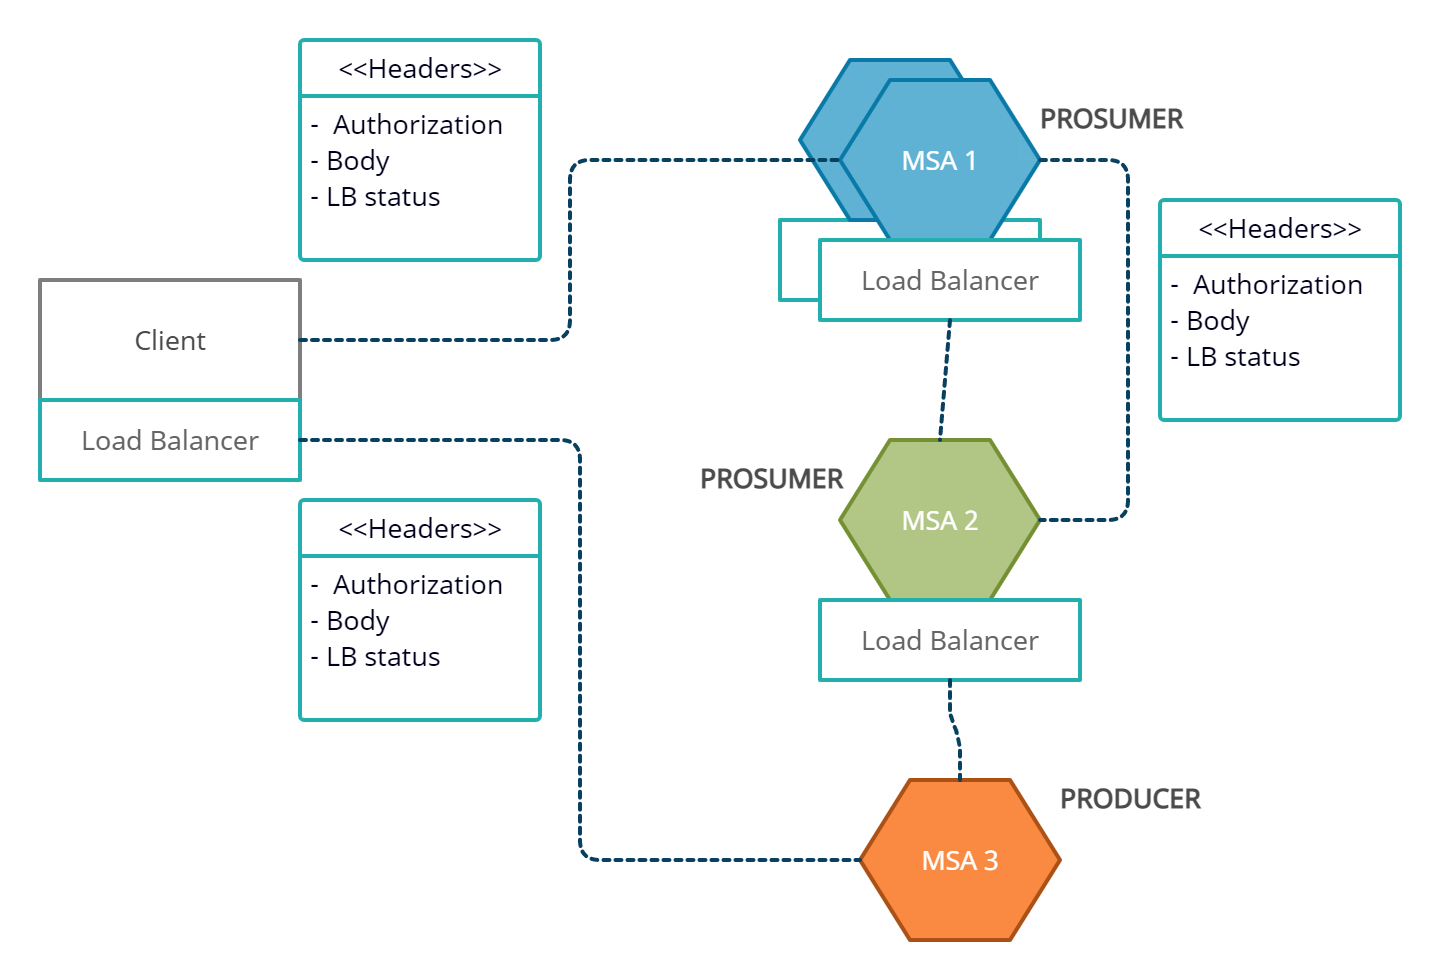 <<Headers>>
-  Authorization
- Body
- LB status
PROSUMER
MSA 1
Load Balancer
<<Headers>>
-  Authorization
- Body
- LB status
Client
Load Balancer
PROSUMER
MSA 2
<<Headers>>
-  Authorization
- Body
- LB status
Load Balancer
PRODUCER
MSA 3